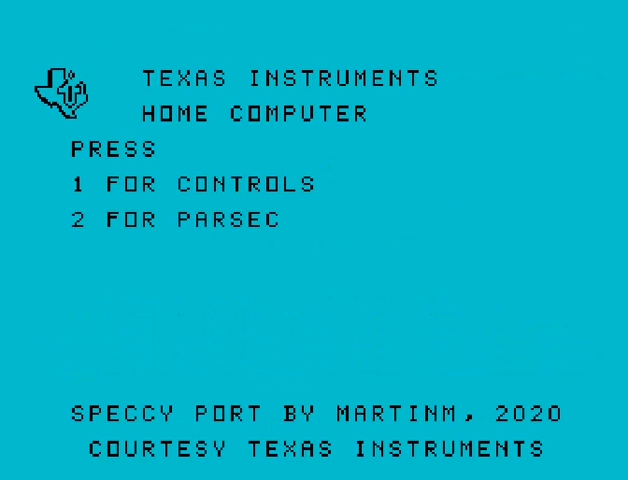 TEXAS INSTRUMENTS
HOME COMPUTER
PRESS
1 FOR CONTROLS
2 FOR PARSEC
SPECCY PORT BY MARTINM, 2020
COURTESY TEXAS INSTRUMENTS